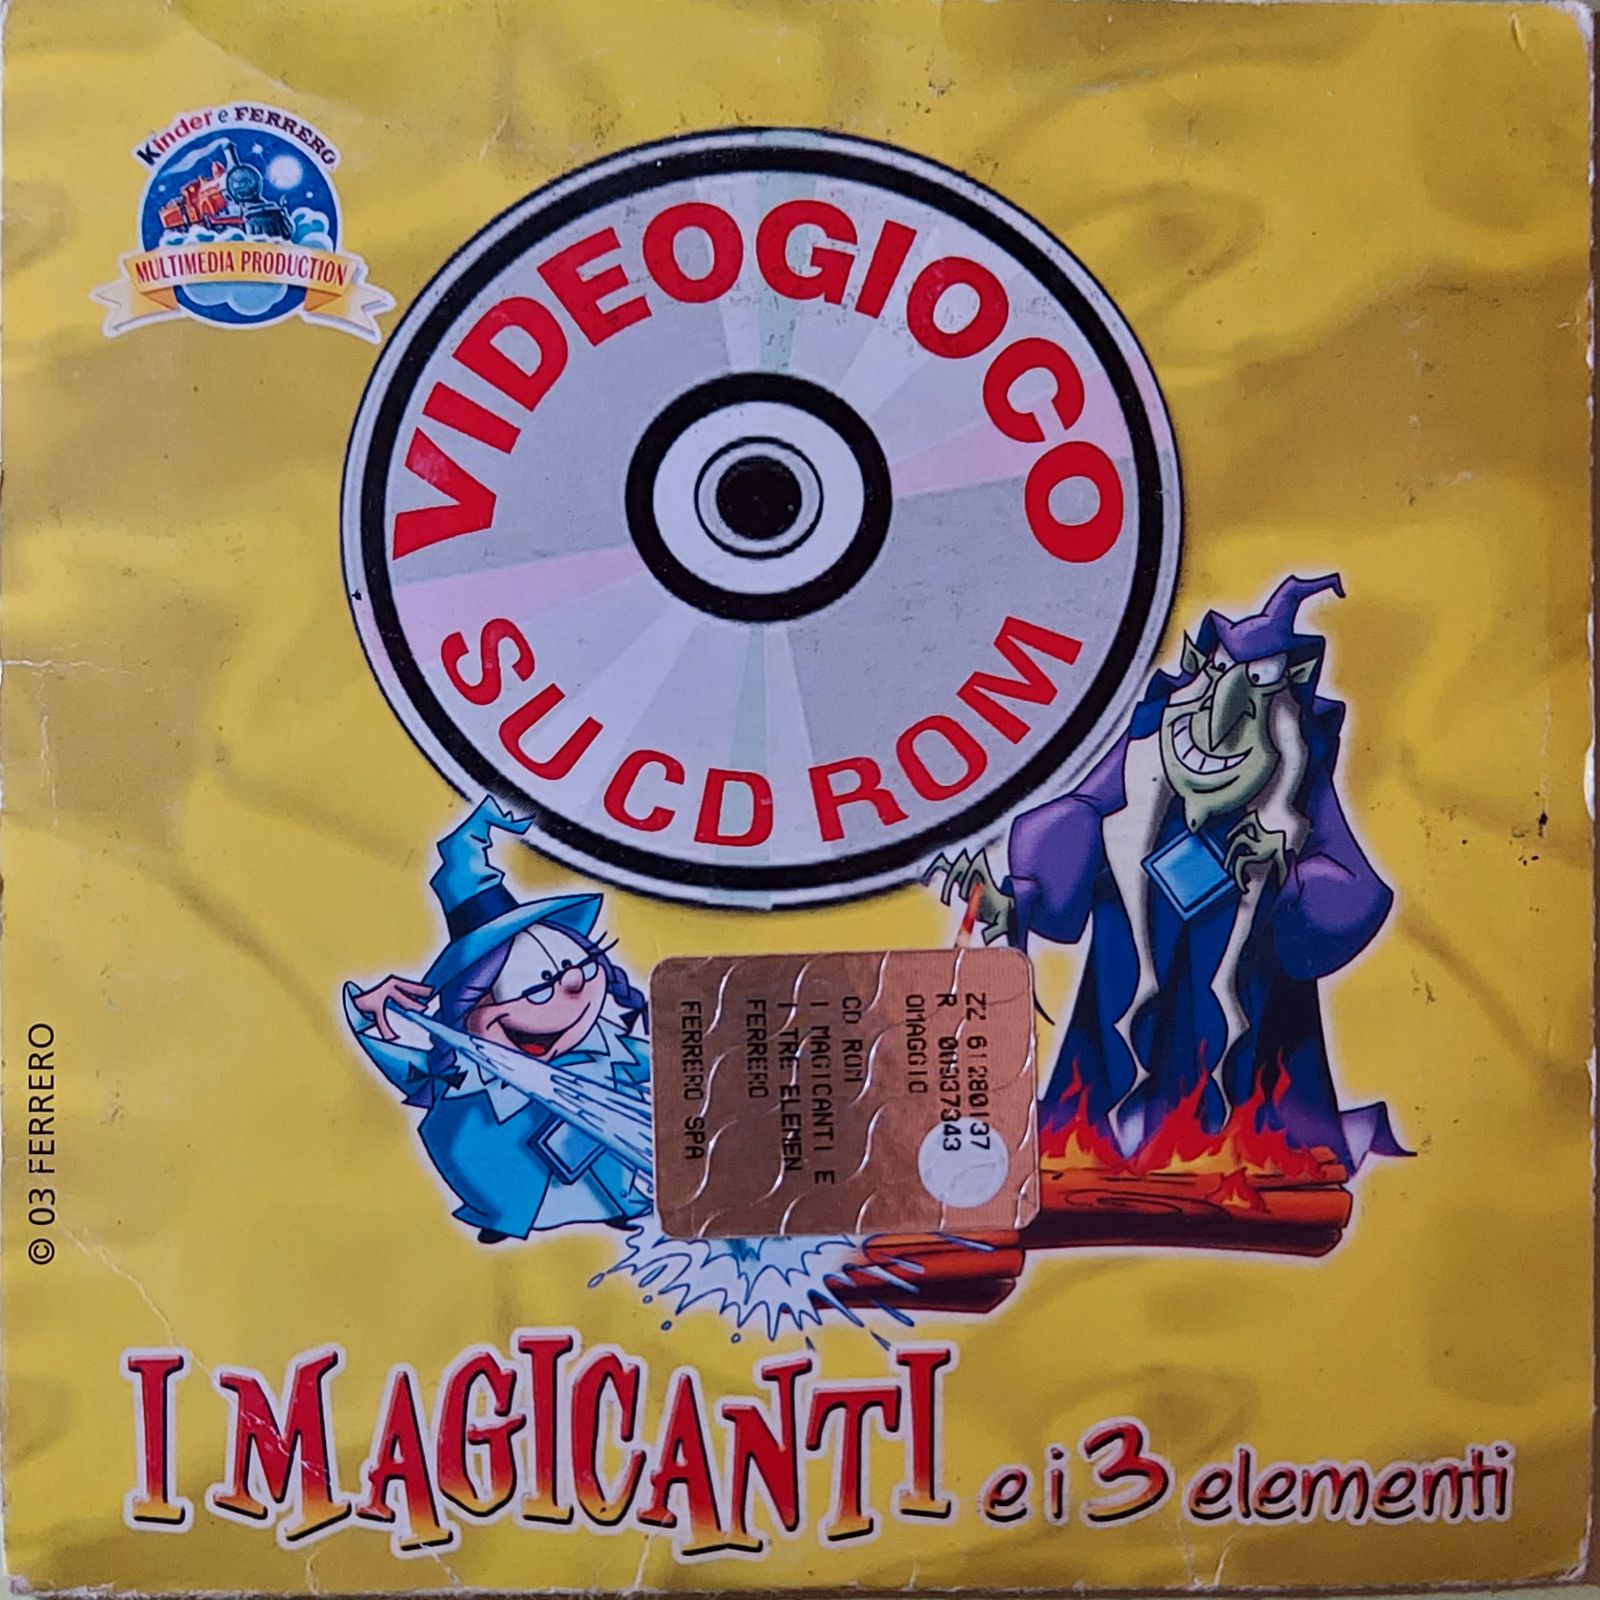 Kinder e FERRERO
MULTIMEDIA PRODUCTION
VIDEOGIOCO
SU CD ROM
ZZ 61280137
R 00937343
OMAGGIO
CD ROM
I MAGICANTI E
I TRE ELEMEN
FERRERO
FERRERO SPA
© 03 FERRERO
I MAGICANTI e i 3 elementi